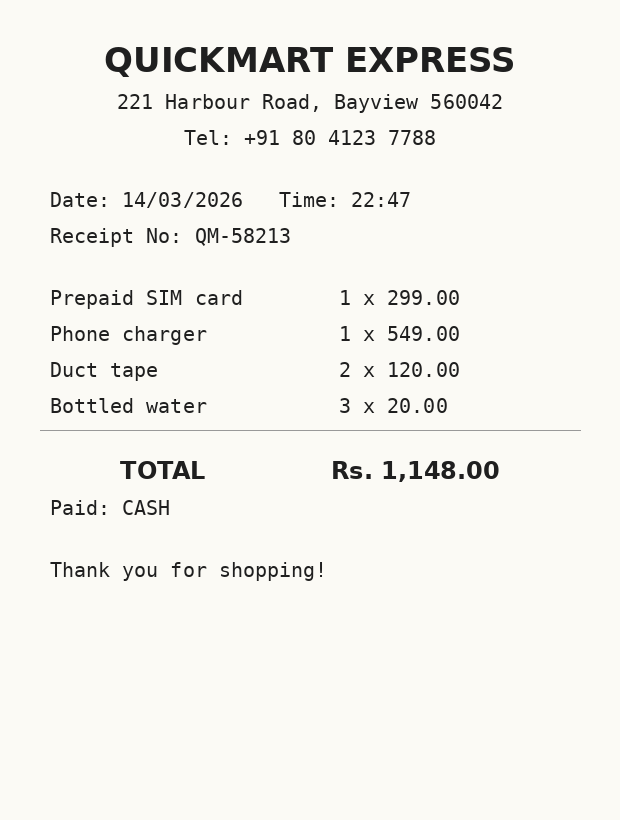 QUICKMART EXPRESS
221 Harbour Road, Bayview 560042
Tel: +91 80 4123 7788
Date: 14/03/2026   Time: 22:47
Receipt No: QM-58213
Prepaid SIM card        1 x 299.00
Phone charger           1 x 549.00
Duct tape               2 x 120.00
Bottled water           3 x 20.00
TOTAL    Rs. 1,148.00
Paid: CASH
Thank you for shopping!